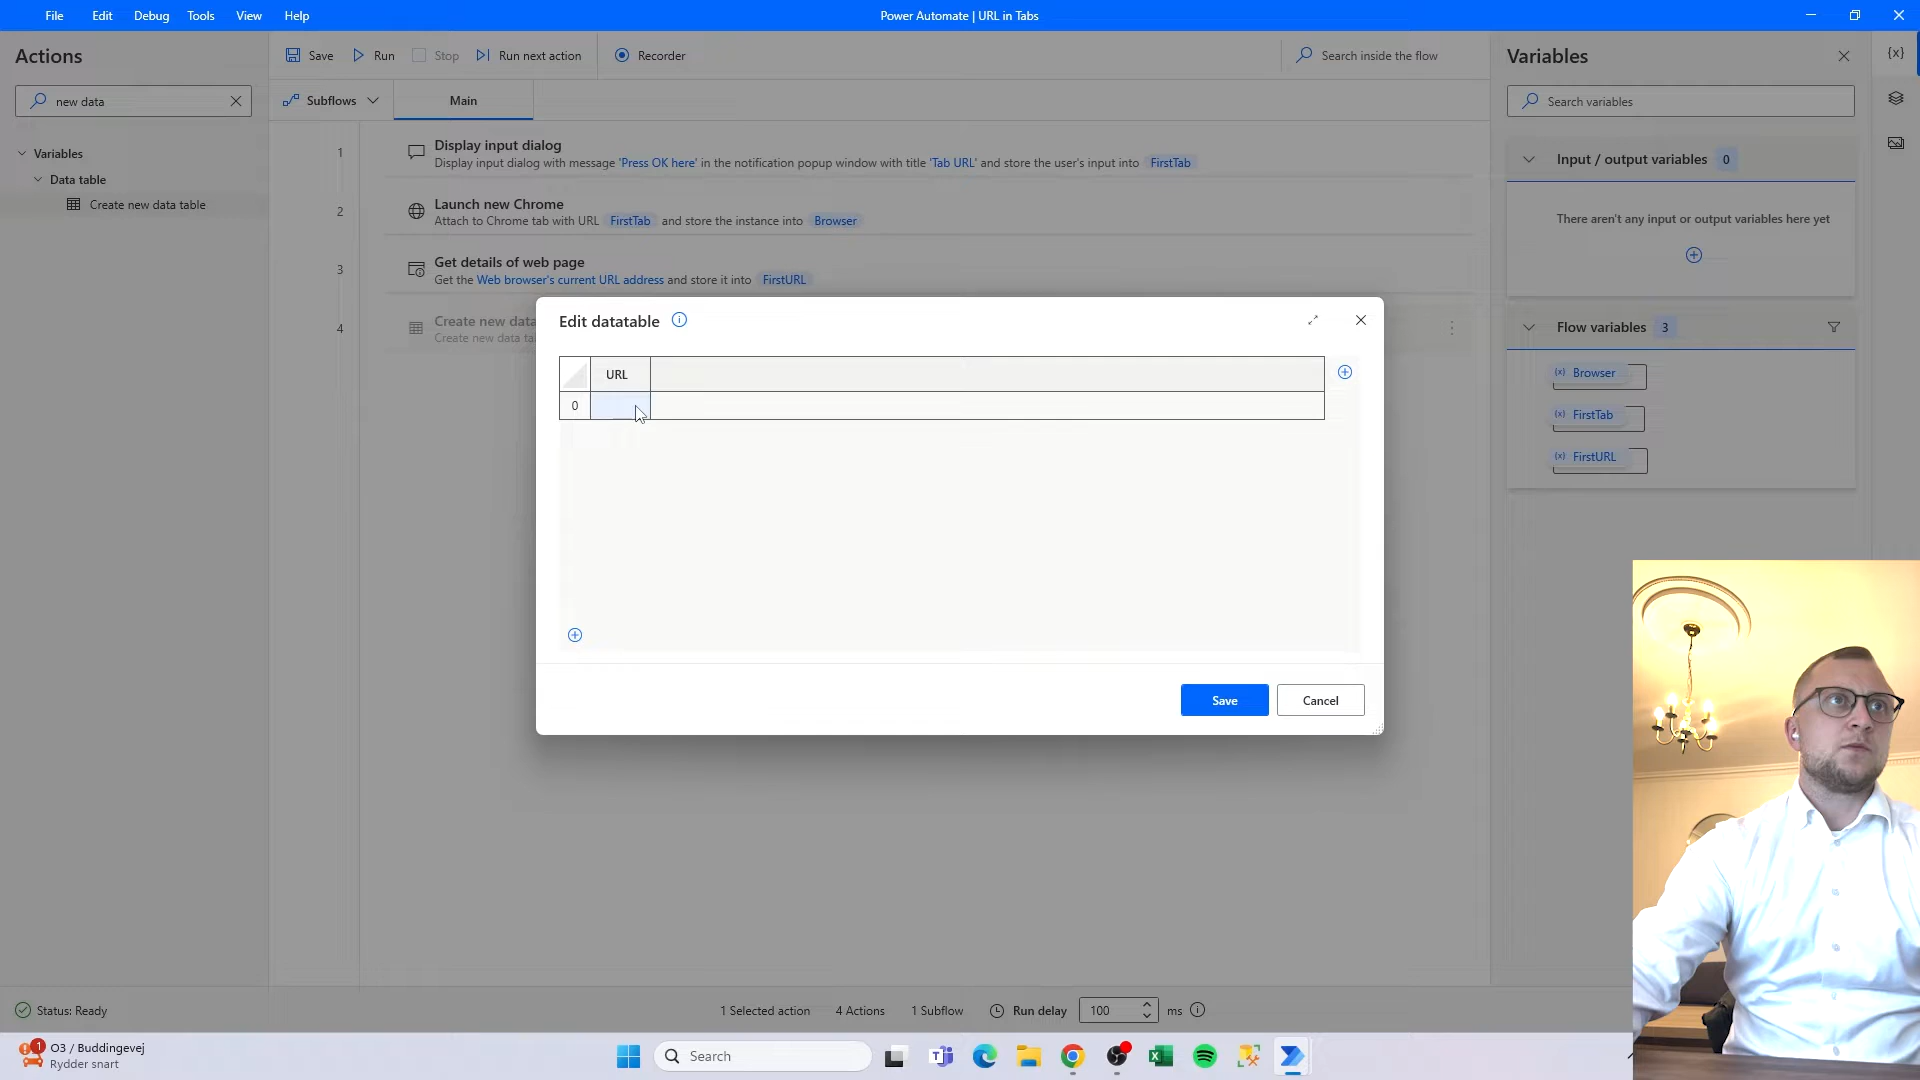 File Edit Debug Tools View Help
Power Automate | URL in Tabs
Actions
new data
Variables
Data table
Create new data table
Save Run Stop Run next action Recorder
Search inside the flow
Subflows Main
1 Display input dialog
Display input dialog with message 'Press OK here' in the notification popup window with title 'Tab URL' and store the user's input into FirstTab
2 Launch new Chrome
Attach to Chrome tab with URL FirstTab and store the instance into Browser
3 Get details of web page
Get the Web browser's current URL address and store it into FirstURL
4 Create new data
Create new data ta
Edit datatable
URL
0
Save Cancel
Variables
{x}
Search variables
Input / output variables 0
There aren't any input or output variables here yet
Flow variables 3
(x) Browser
(x) FirstTab
(x) FirstURL
Status: Ready
1 Selected action 4 Actions 1 Subflow Run delay 100 ms
1 O3 / Buddingevej
Rydder snart
Search